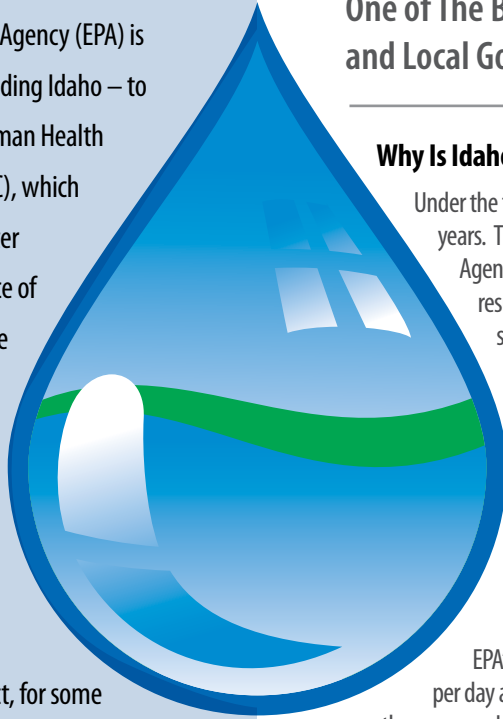 Agency (EPA) is
ding Idaho – to
man Health
C), which
er
e of
e
t, for some
One of The B
and Local Go
Why Is Idah
Under the
years. T
Agen
res
s
EPA
per day a